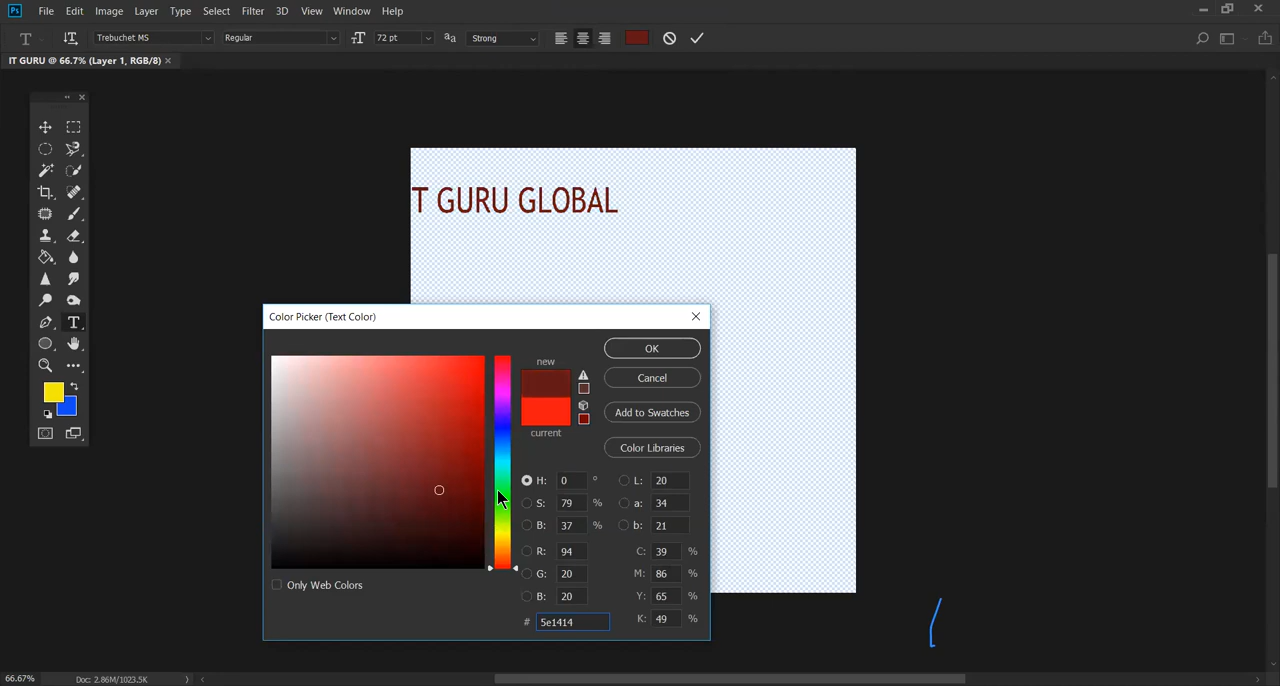 Ps File Edit Image Layer Type Select Filter 3D View Window Help
T Trebuchet MS Regular 72 pt aa Strong
IT GURU @ 66.7% (Layer 1, RGB/8) ×
T GURU GLOBAL
Color Picker (Text Color)
new
current
OK
Cancel
Add to Swatches
Color Libraries
H: 0 ° L: 20
S: 79 % a: 34
B: 37 % b: 21
R: 94 C: 39 %
G: 20 M: 86 %
B: 20 Y: 65 %
# 5e1414 K: 49 %
Only Web Colors
66.67% Doc: 2.86M/1023.5K